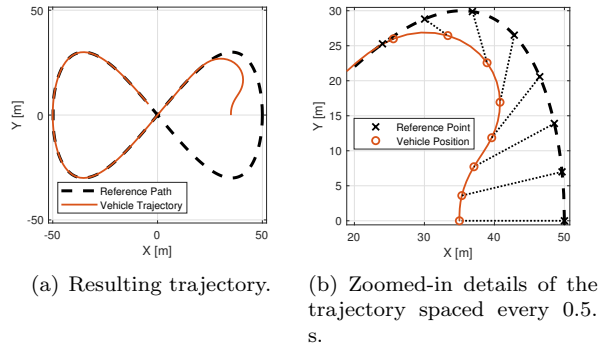 50
0
-50
Y [m]
-50
0
50
X [m]
Reference Path
Vehicle Trajectory
(a) Resulting trajectory.
30
25
20
15
10
5
0
Y [m]
20
30
40
50
X [m]
Reference Point
Vehicle Position
(b) Zoomed-in details of the
trajectory spaced every 0.5.
s.